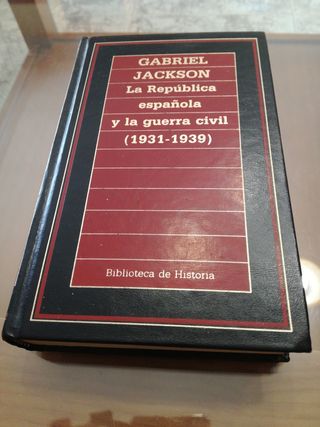 GABRIEL
JACKSON
La República
española
y la guerra civil
(1931-1939)
Biblioteca de Historia